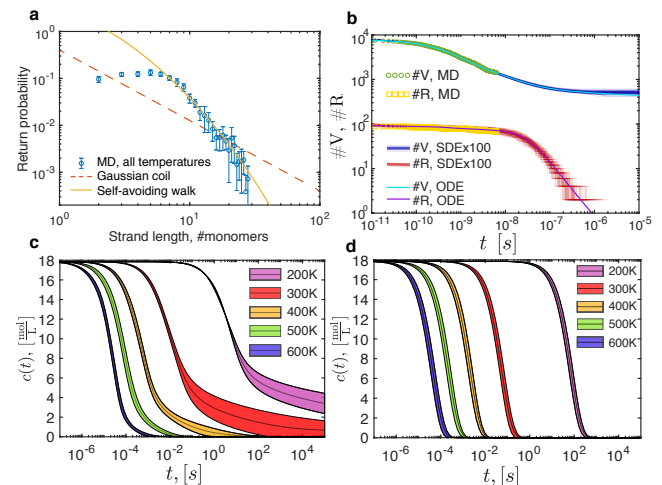 a
Return probability
10^0
10^-1
10^-2
10^-3
MD, all temperatures
Gaussian coil
Self-avoiding walk
10^0 10^1 10^2
Strand length, #monomers
b
#V, #R
10^4
10^2
10^0
#V, MD
#R, MD
#V, SDEx100
#R, SDEx100
#V, ODE
#R, ODE
10^-11 10^-10 10^-9 10^-8 10^-7 10^-6 10^-5
t [s]
c
c(t), [mol/L]
18
16
14
12
10
8
6
4
2
0
200K
300K
400K
500K
600K
10^-6 10^-4 10^-2 10^0 10^2 10^4
t, [s]
d
c(t), [mol/L]
18
16
14
12
10
8
6
4
2
0
200K
300K
400K
500K
600K
10^-6 10^-4 10^-2 10^0 10^2 10^4
t, [s]